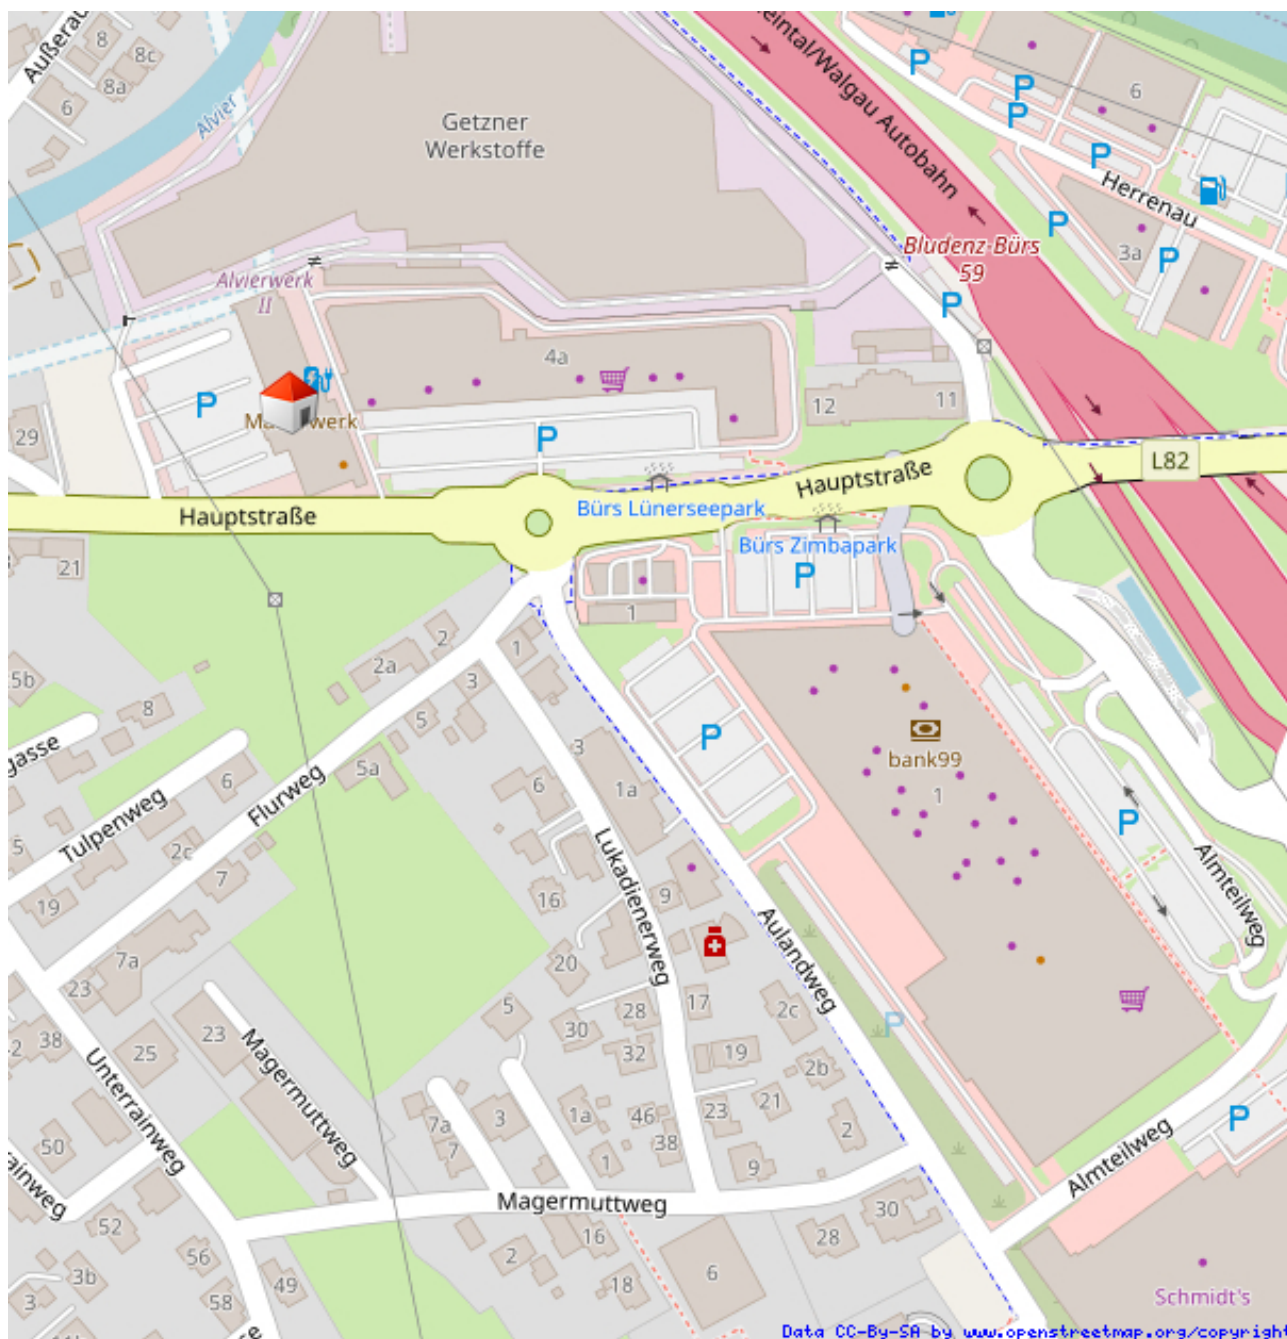 Außerau
8
8c
8a
6
Alvier
Getzner
Werkstoffe
eintal/Walgau Autobahn
6
Herrenau
3a
Bludenz-Bürs
59
Alvierwerk
II
4a
29
12
11
L82
Hauptstraße
Hauptstraße
Bürs Lünerseepark
Bürs Zimbapark
21
1
5b
8
2a
2
1
3
5
gasse
6
5a
3
Tulpenweg
Flurweg
6
1a
bank99
1
5
2c
7
19
Lukadienerweg
16
9
Almteilweg
Aulandweg
7a
23
20
17
5
28
30
2c
38
2
25
23
32
19
2b
Magermuttweg
Unterrainweg
7a
3
1a
46
23
21
7
38
2
50
1
9
Almteilweg
rainweg
Magermuttweg
52
30
16
28
56
2
3b
49
18
6
3
58
Schmidt's
Data CC-By-SA by www.openstreetmap.org/copyright